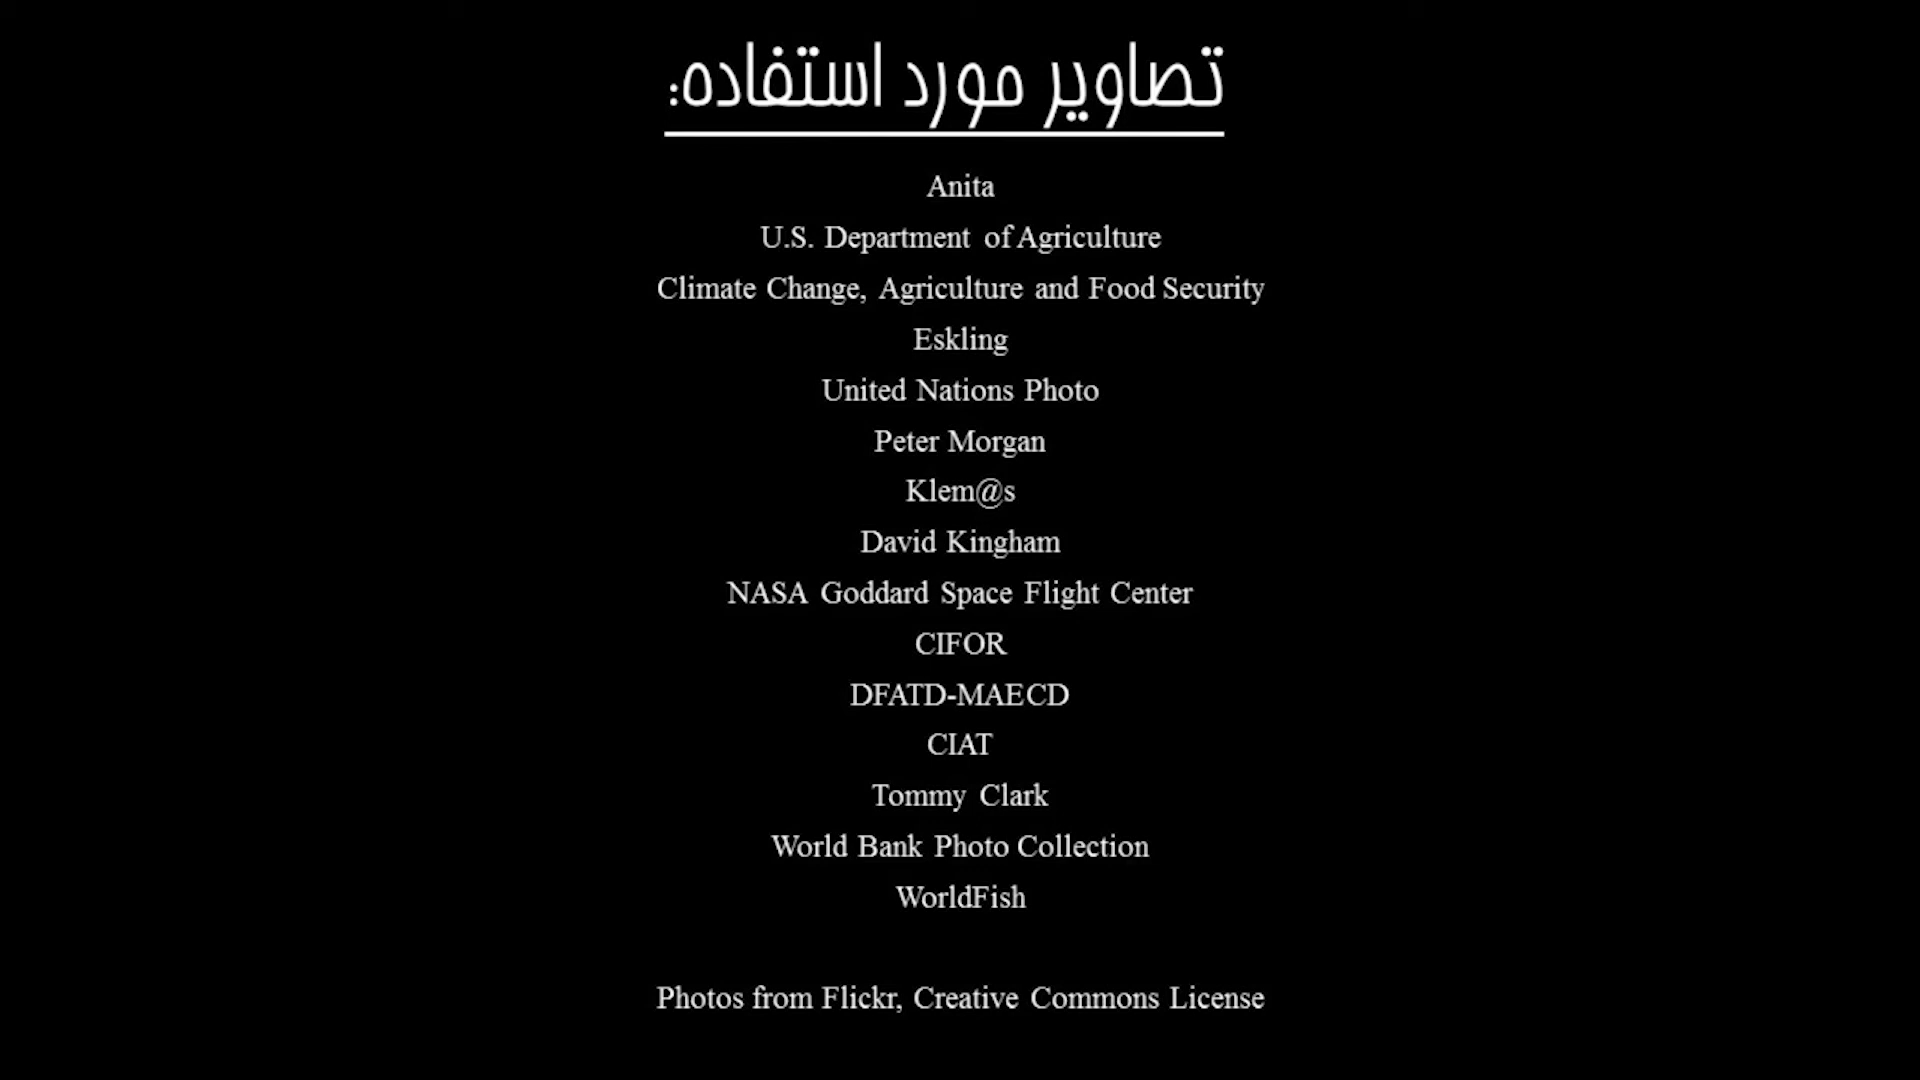 تصاویر مورد استفاده:
Anita
U.S. Department of Agriculture
Climate Change, Agriculture and Food Security
Eskling
United Nations Photo
Peter Morgan
Klem@s
David Kingham
NASA Goddard Space Flight Center
CIFOR
DFATD-MAECD
CIAT
Tommy Clark
World Bank Photo Collection
WorldFish
Photos from Flickr, Creative Commons License